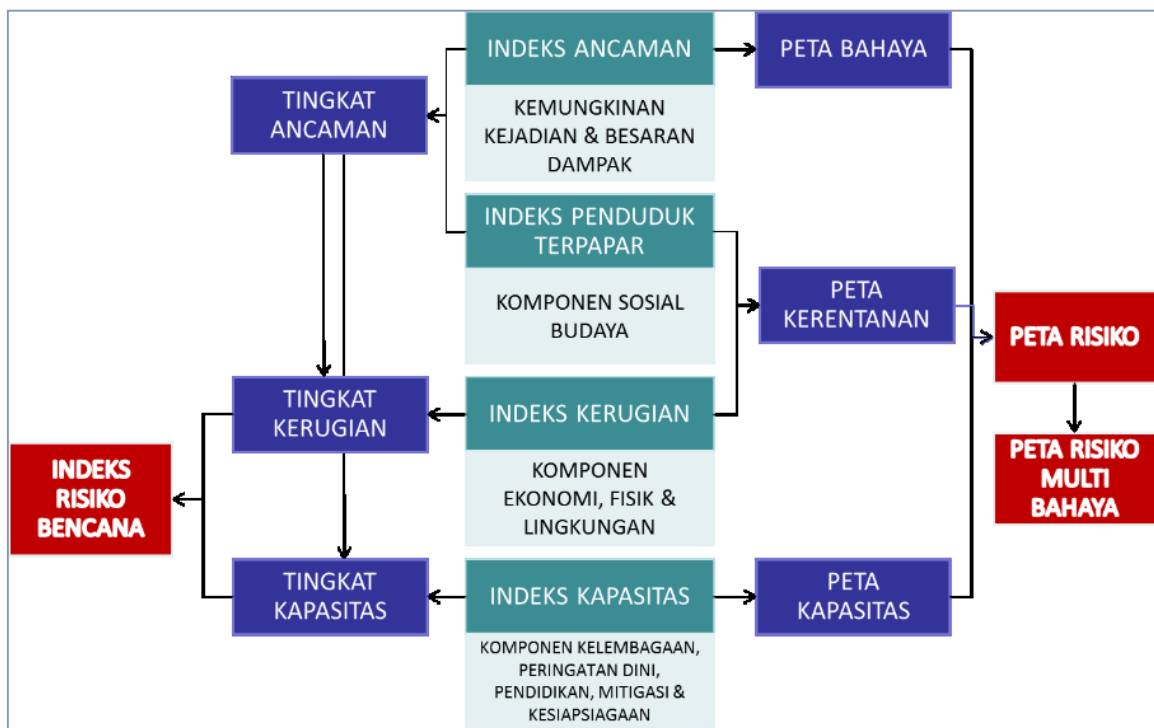 INDEKS ANCAMAN
KEMUNGKINAN
KEJADIAN & BESARAN
DAMPAK
PETA BAHAYA
TINGKAT
ANCAMAN
INDEKS PENDUDUK
TERPAPAR
KOMPONEN SOSIAL
BUDAYA
PETA
KERENTANAN
PETA RISIKO
TINGKAT
KERUGIAN
INDEKS KERUGIAN
KOMPONEN
EKONOMI, FISIK &
LINGKUNGAN
PETA RISIKO
MULTI
BAHAYA
INDEKS
RISIKO
BENCANA
TINGKAT
KAPASITAS
INDEKS KAPASITAS
KOMPONEN KELEMBAGAAN,
PERINGATAN DINI,
PENDIDIKAN, MITIGASI &
KESIAPSIAGAAN
PETA
KAPASITAS